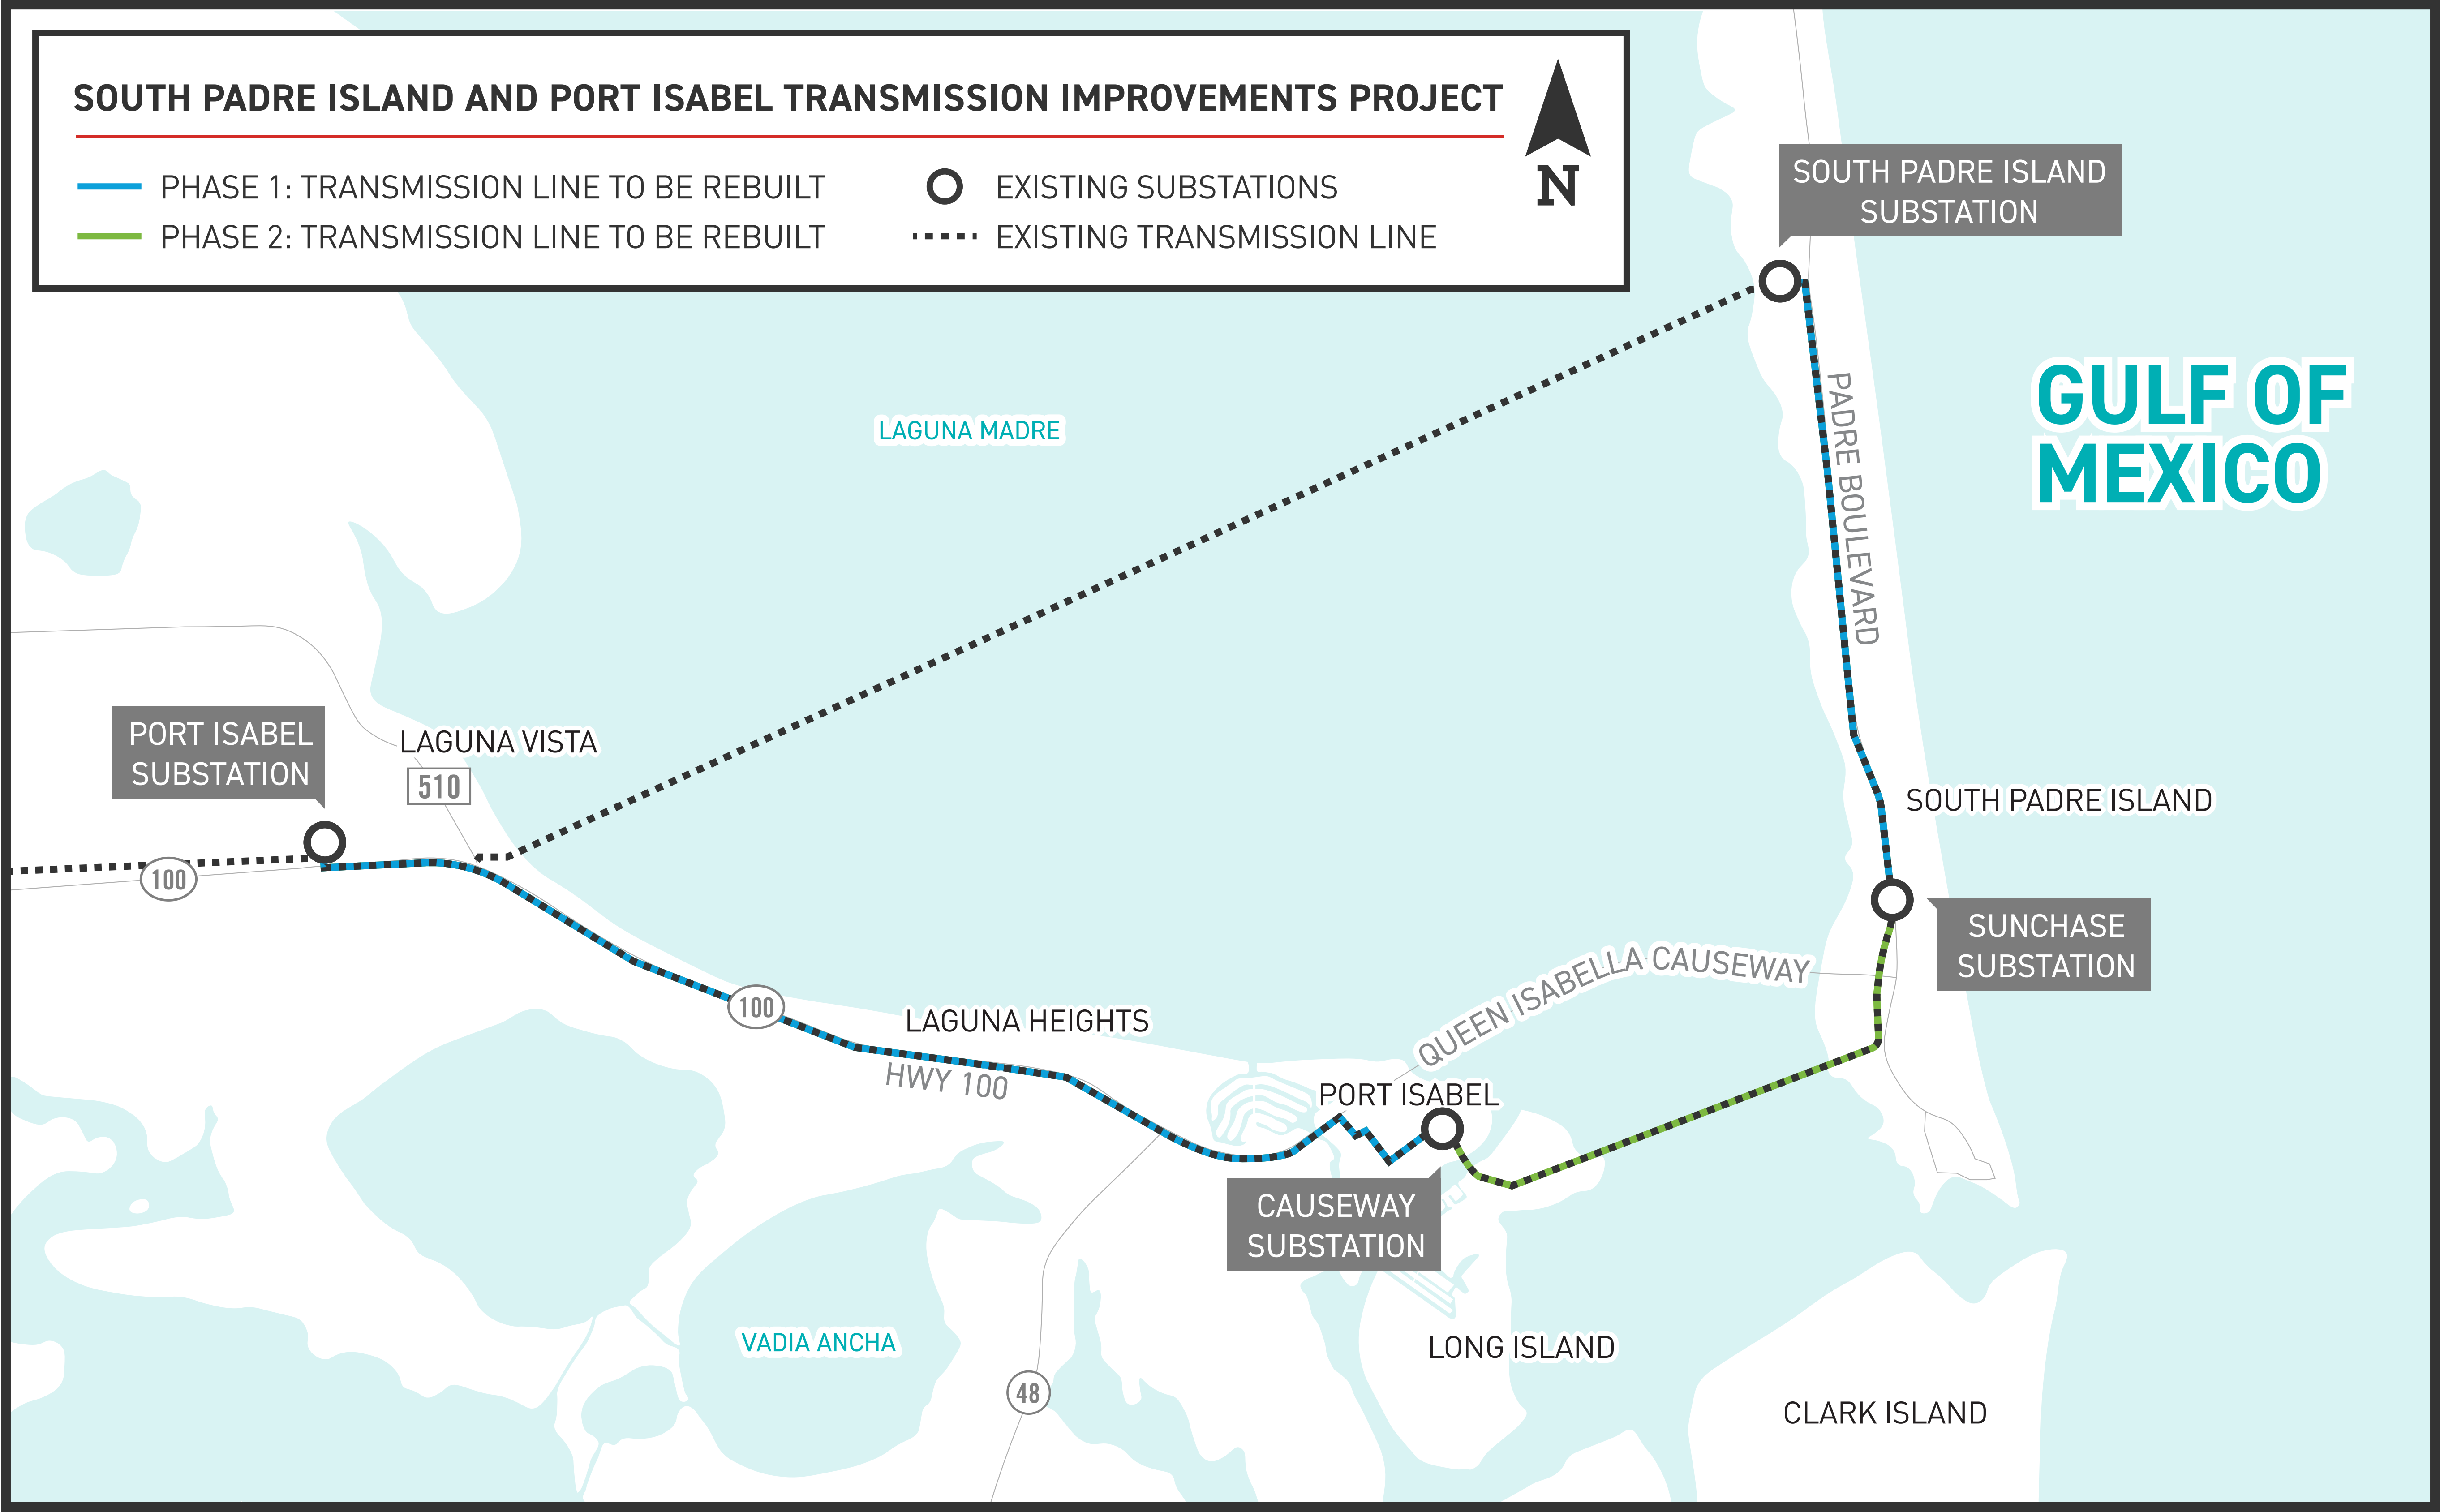 SOUTH PADRE ISLAND AND PORT ISABEL TRANSMISSION IMPROVEMENTS PROJECT
PHASE 1: TRANSMISSION LINE TO BE REBUILT
PHASE 2: TRANSMISSION LINE TO BE REBUILT
EXISTING SUBSTATIONS
EXISTING TRANSMISSION LINE
N
SOUTH PADRE ISLAND
SUBSTATION
GULF OF
MEXICO
PADRE BOULEVARD
LAGUNA MADRE
PORT ISABEL
SUBSTATION
LAGUNA VISTA
510
100
SOUTH PADRE ISLAND
SUNCHASE
SUBSTATION
QUEEN ISABELLA CAUSEWAY
100
LAGUNA HEIGHTS
HWY 100
PORT ISABEL
CAUSEWAY
SUBSTATION
VADIA ANCHA
LONG ISLAND
48
CLARK ISLAND